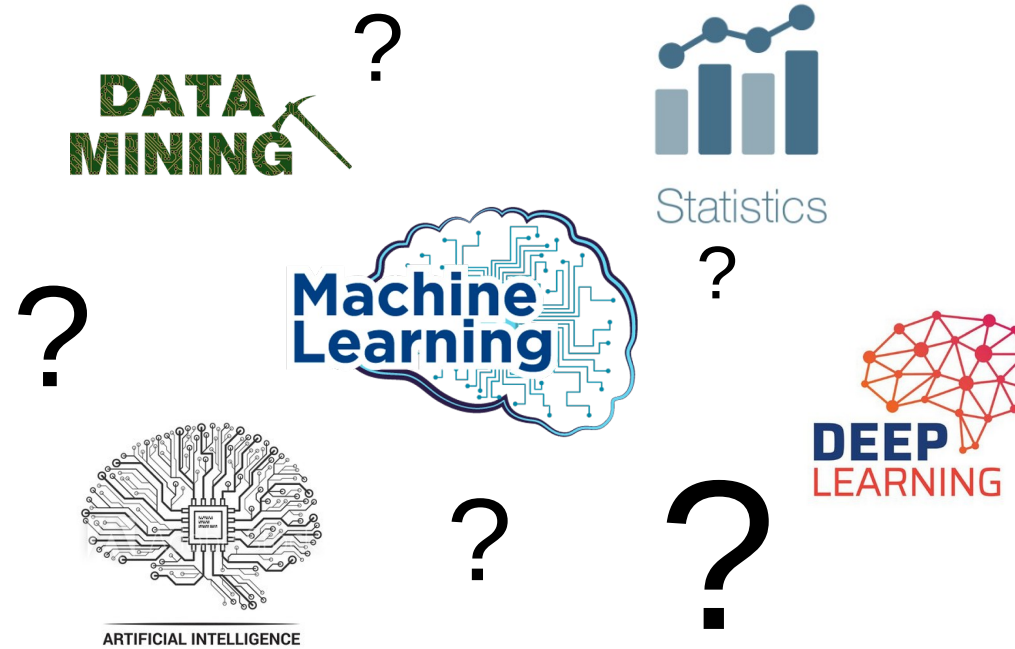 ?
DATA
MINING
Statistics
?
Machine
Learning
?
DEEP
LEARNING
?
?
ARTIFICIAL INTELLIGENCE